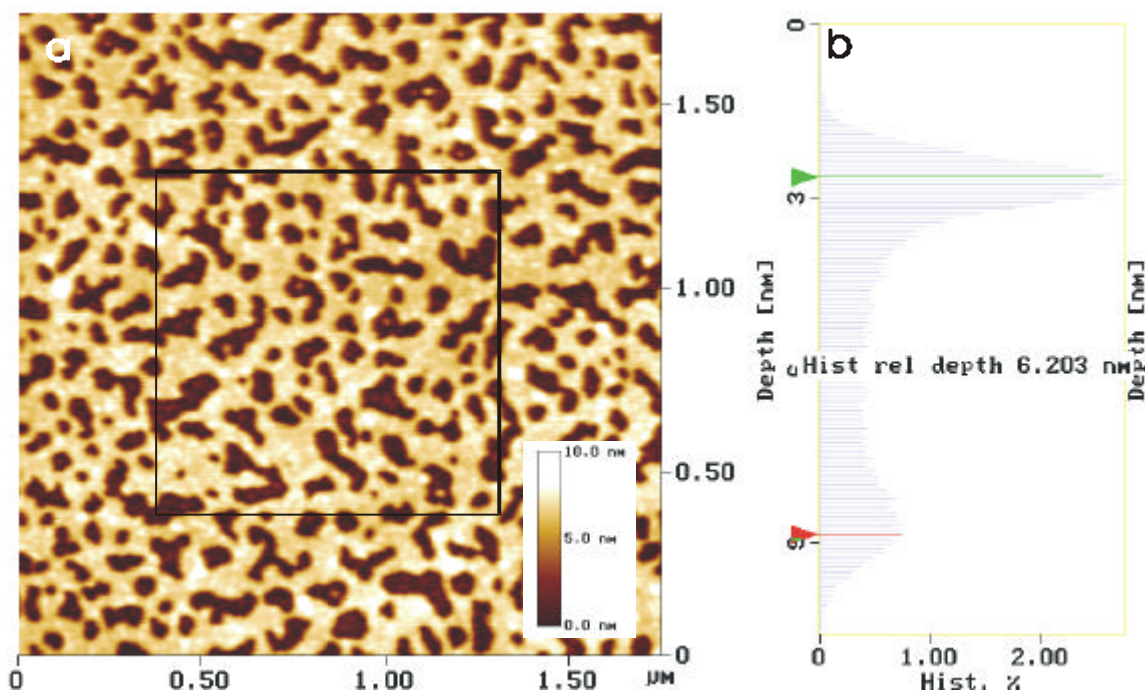 a
1.50
1.00
0.50
0
10.0 nm
5.0 nm
0.0 nm
0
0.50
1.00
1.50
μm
b
0
3
9
Depth [nm]
Hist rel depth 6.203 nm
Depth [nm]
0
1.00
2.00
Hist, %